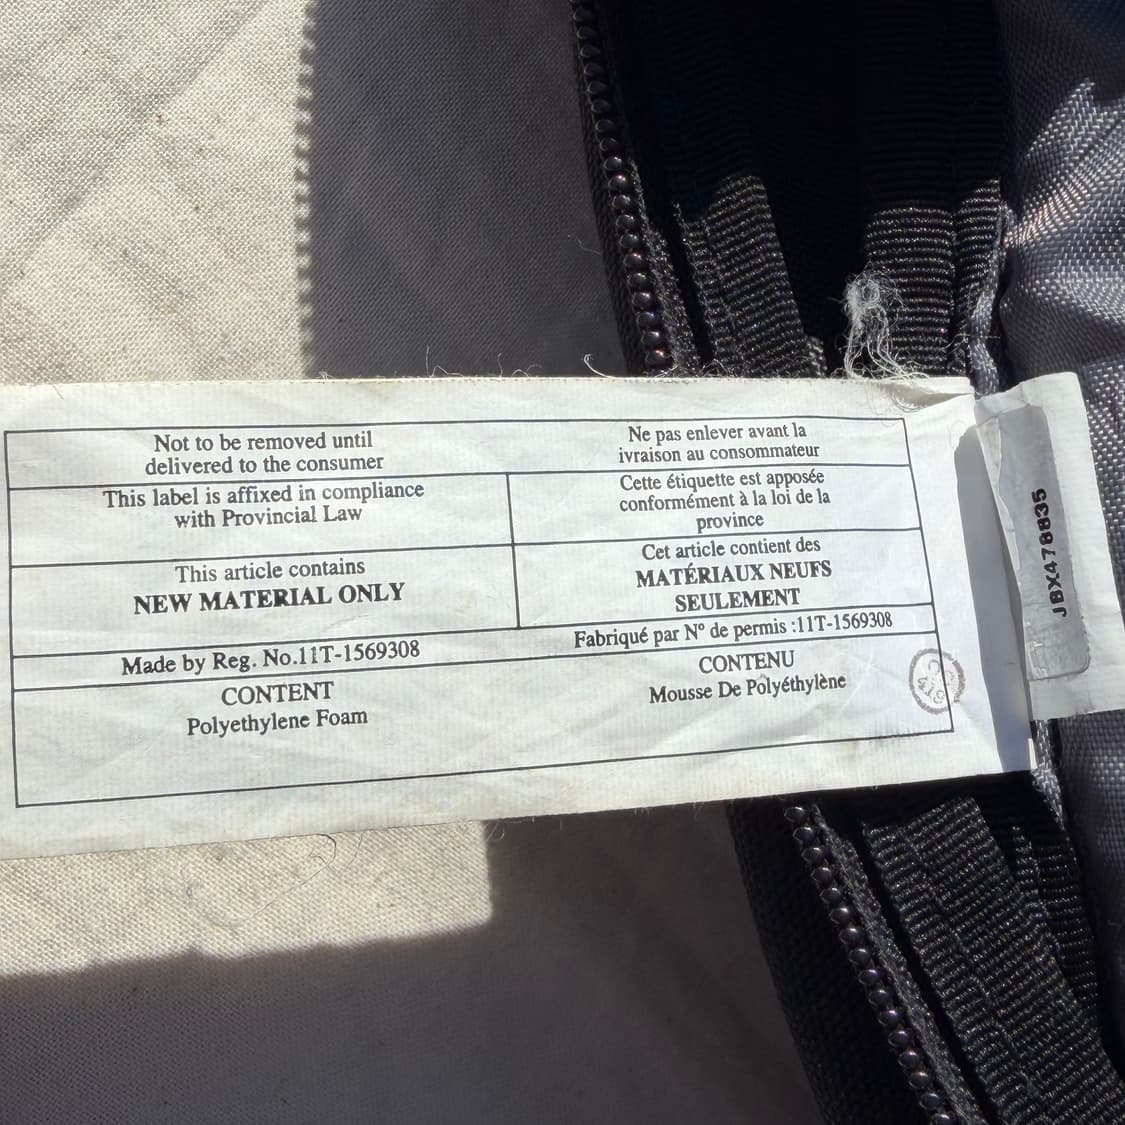 Not to be removed until
delivered to the consumer
Ne pas enlever avant la
ivraison au consommateur
This label is affixed in compliance
with Provincial Law
Cette étiquette est apposée
conformément à la loi de la
province
This article contains
NEW MATERIAL ONLY
Cet article contient des
MATÉRIAUX NEUFS
SEULEMENT
Made by Reg. No.11T-1569308
Fabriqué par Nº de permis :11T-1569308
CONTENT
Polyethylene Foam
CONTENU
Mousse De Polyéthylène
JBX478835